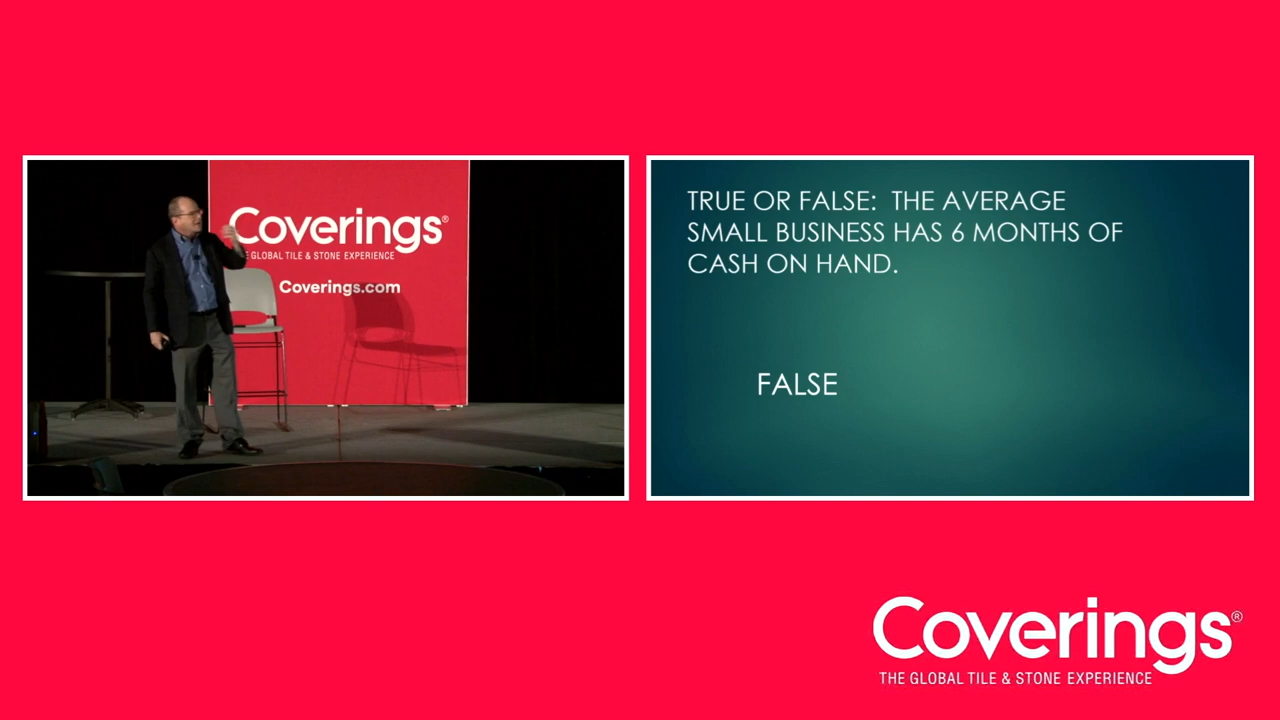 Coverings®
THE GLOBAL TILE & STONE EXPERIENCE
Coverings.com
TRUE OR FALSE: THE AVERAGE
SMALL BUSINESS HAS 6 MONTHS OF
CASH ON HAND.
FALSE
Coverings®
THE GLOBAL TILE & STONE EXPERIENCE